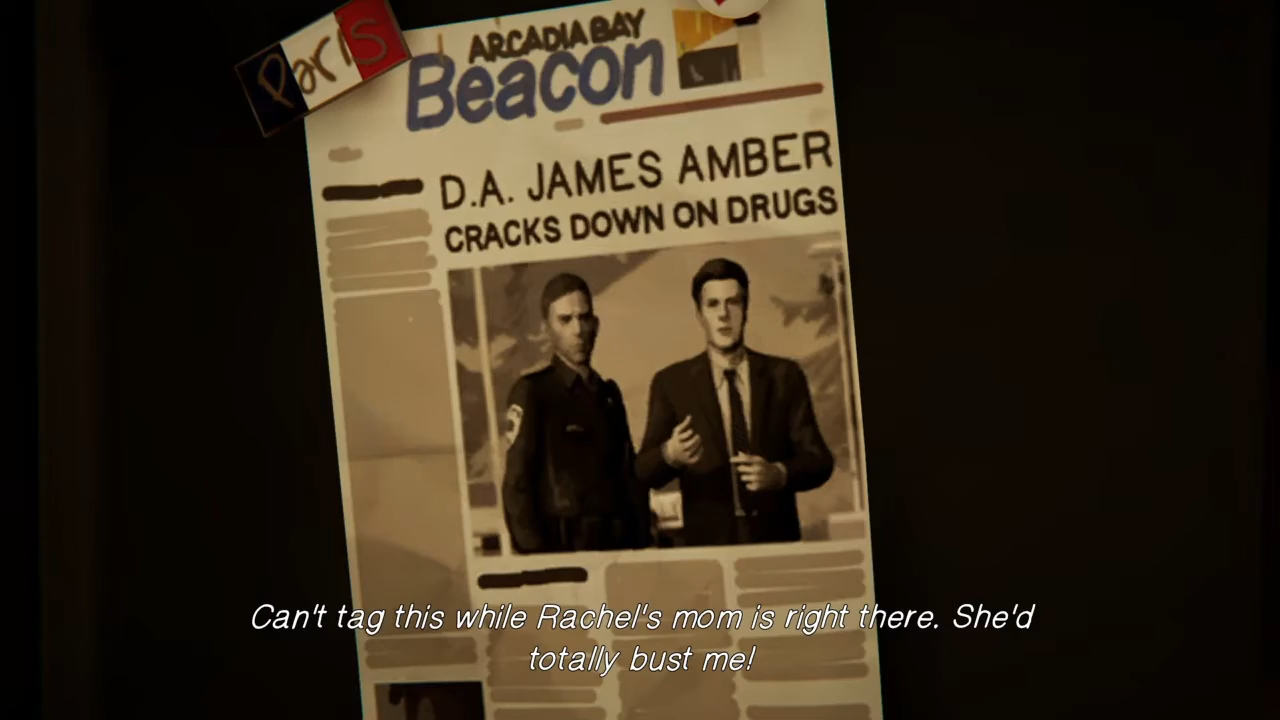 Paris
ARCADIA BAY
Beacon
D.A. JAMES AMBER
CRACKS DOWN ON DRUGS
Can't tag this while Rachel's mom is right there. She'd
totally bust me!